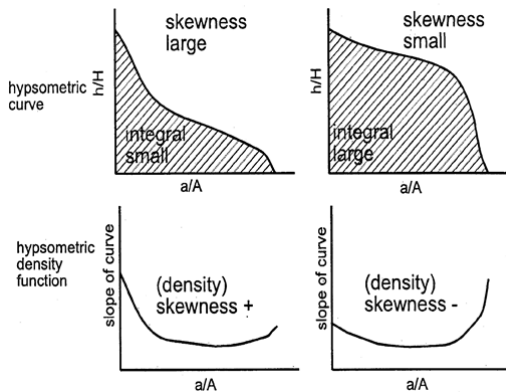 hypsometric
curve
h/H
skewness
large
integral
small
a/A
h/H
skewness
small
integral
large
a/A
hypsometric
density
function
slope of curve
(density)
skewness +
a/A
slope of curve
(density)
skewness -
a/A